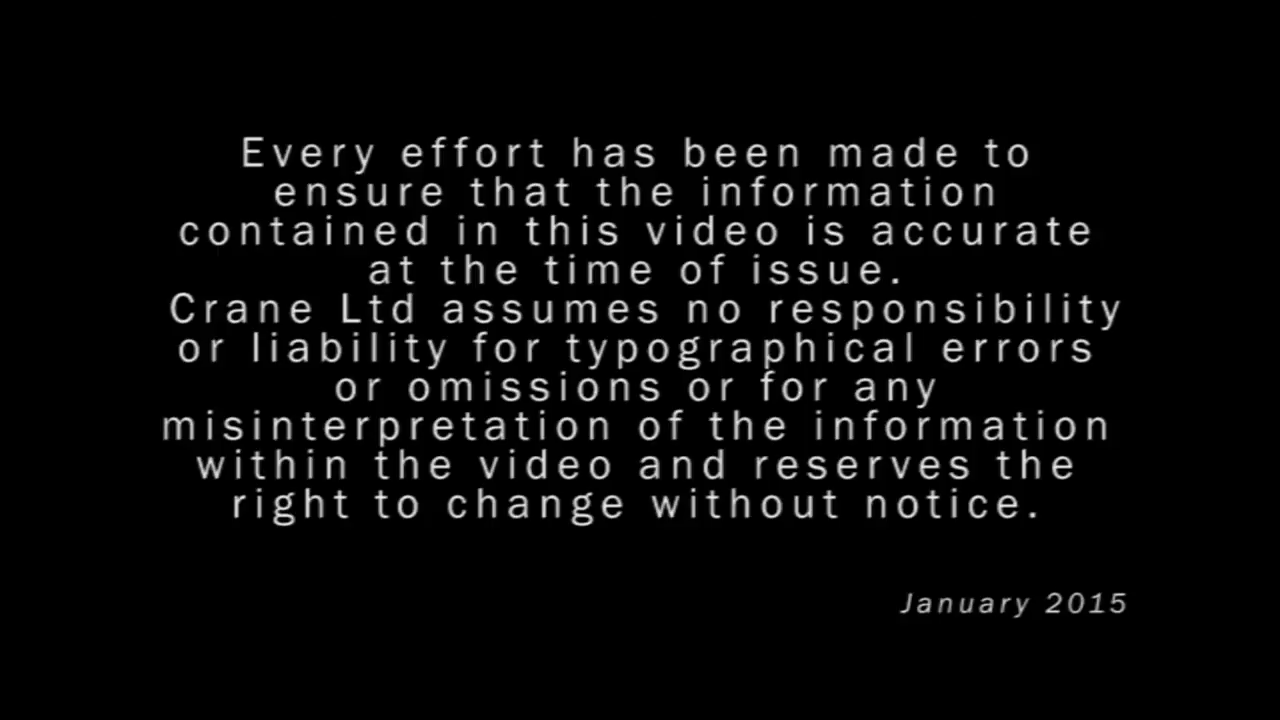 Every effort has been made to
ensure that the information
contained in this video is accurate
at the time of issue.
Crane Ltd assumes no responsibility
or liability for typographical errors
or omissions or for any
misinterpretation of the information
within the video and reserves the
right to change without notice.
January 2015